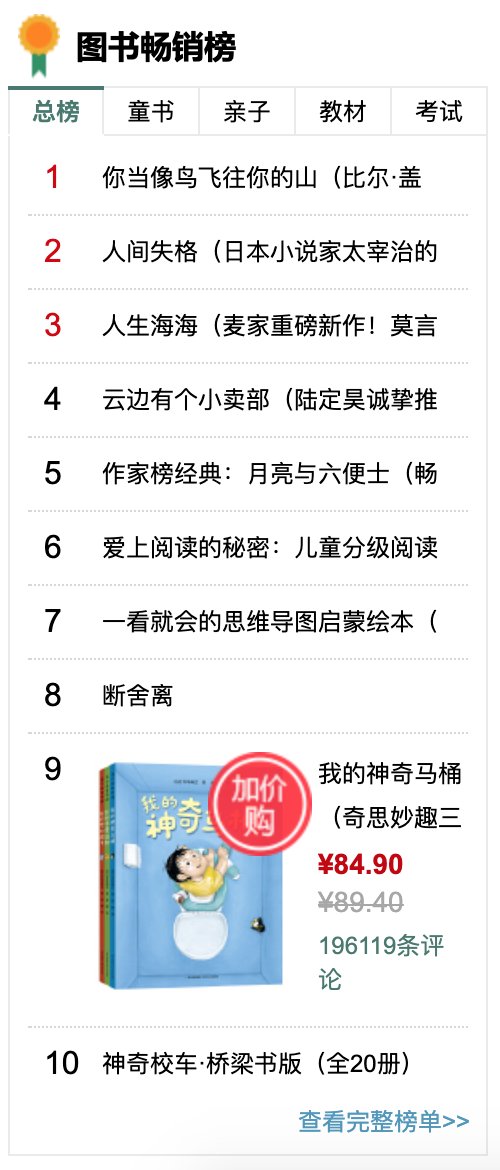 图书畅销榜
总榜 童书 亲子 教材 考试
1 你当像鸟飞往你的山（比尔·盖
2 人间失格（日本小说家太宰治的
3 人生海海（麦家重磅新作！莫言
4 云边有个小卖部（陆定昊诚挚推
5 作家榜经典：月亮与六便士（畅
6 爱上阅读的秘密：儿童分级阅读
7 一看就会的思维导图启蒙绘本（
8 断舍离
9
我的
神奇马
加价
购
我的神奇马桶
（奇思妙趣三
¥84.90
¥89.40
196119条评
论
10 神奇校车·桥梁书版（全20册）
查看完整榜单>>